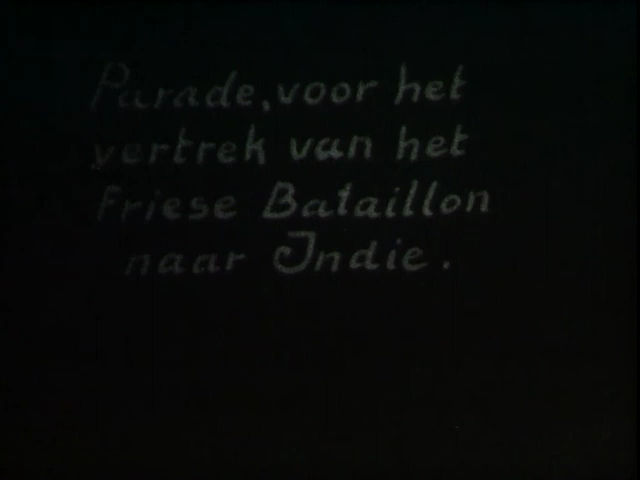 Parade, voor het
vertrek van het
Friese Bataillon
naar Indie.